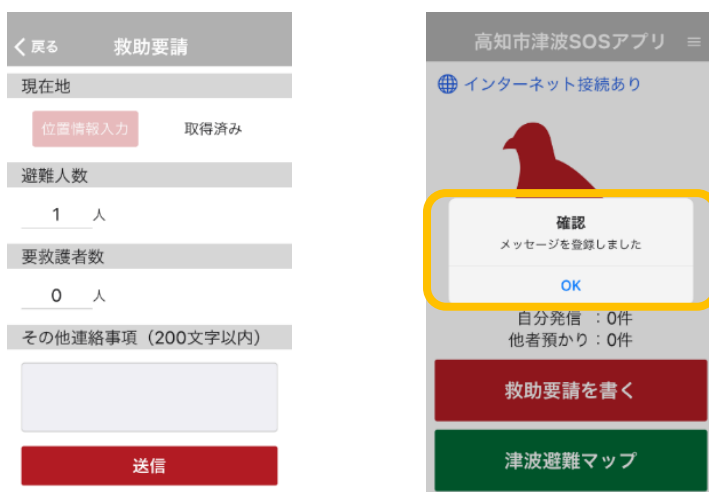 戻る 救助要請
現在地
位置情報入力 取得済み
避難人数
1 人
要救護者数
0 人
その他連絡事項（200文字以内）
送信
高知市津波SOSアプリ
インターネット接続あり
確認
メッセージを登録しました
OK
自分発信 ：0件
他者預かり：0件
救助要請を書く
津波避難マップ